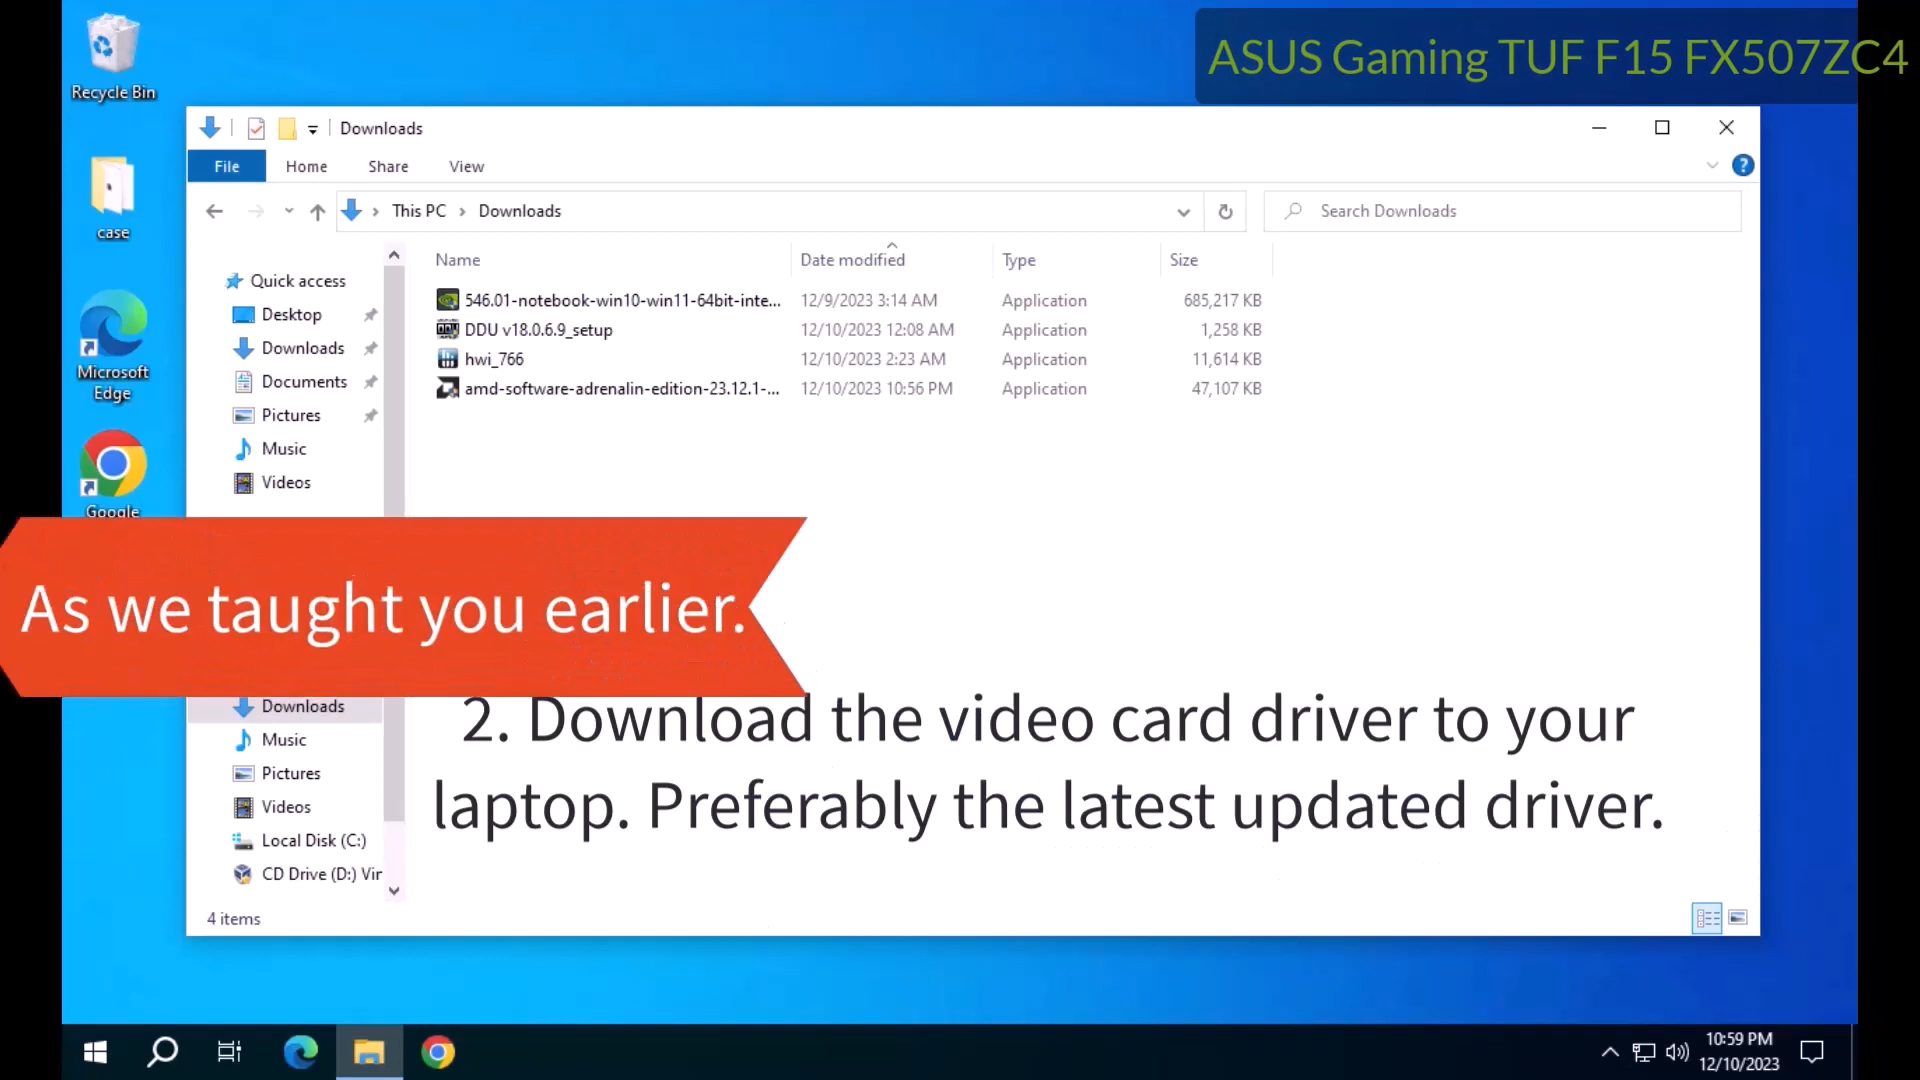 Recycle Bin
ASUS Gaming TUF F15 FX507ZC4
Downloads
File Home Share View
This PC Downloads
Search Downloads
case
Microsoft
Edge
Google
Quick access
Desktop
Downloads
Documents
Pictures
Music
Videos
Name Date modified Type Size
546.01-notebook-win10-win11-64bit-inte... 12/9/2023 3:14 AM Application 685,217 KB
DDU v18.0.6.9_setup 12/10/2023 12:08 AM Application 1,258 KB
hwi_766 12/10/2023 2:23 AM Application 11,614 KB
amd-software-adrenalin-edition-23.12.1-... 12/10/2023 10:56 PM Application 47,107 KB
As we taught you earlier.
2. Download the video card driver to your
laptop. Preferably the latest updated driver.
Downloads
Music
Pictures
Videos
Local Disk (C:)
CD Drive (D:) Vir
4 items
10:59 PM
12/10/2023